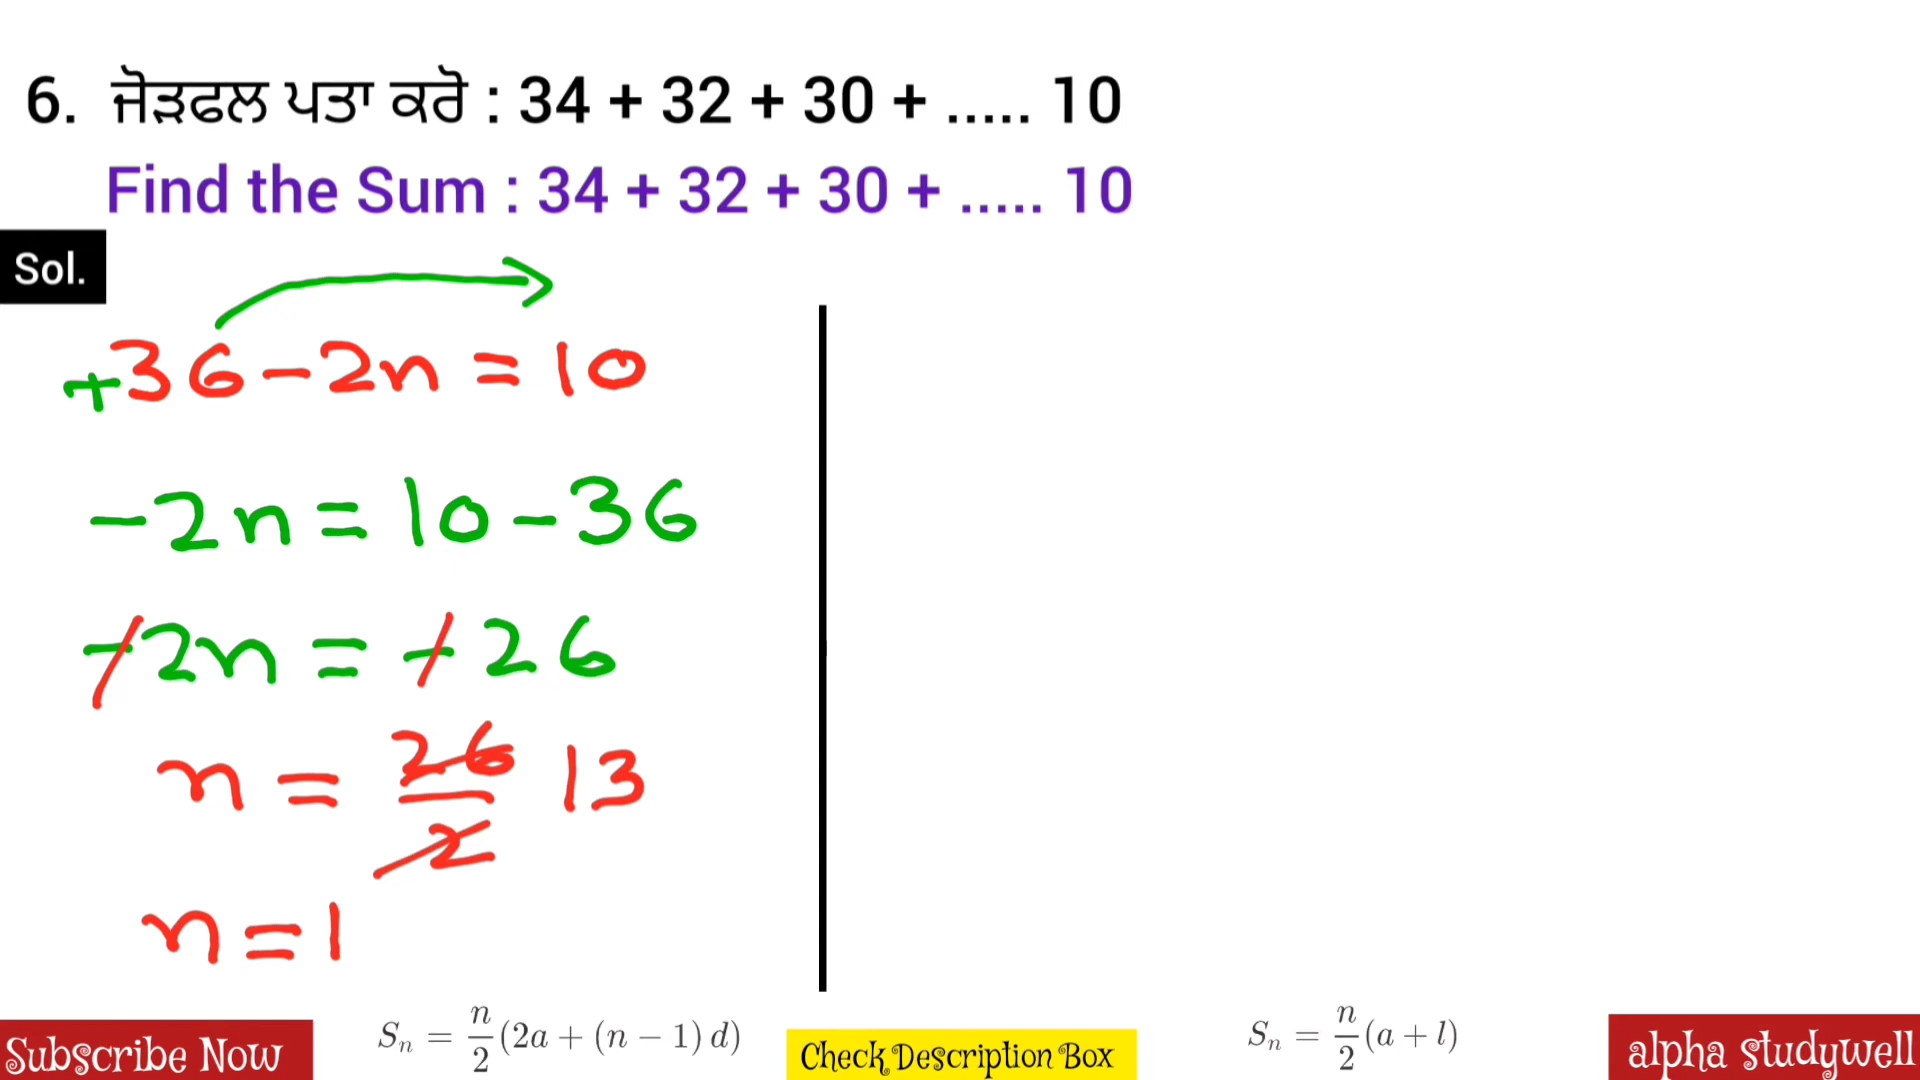 6. ਜੋੜਫਲ ਪਤਾ ਕਰੋ : 34 + 32 + 30 + ..... 10
Find the Sum : 34 + 32 + 30 + ..... 10
Sol.
+36 - 2n = 10
-2n = 10 - 36
-2n = -26
n = 26/2 13
n = 1
Subscribe Now
Sₙ = n/2 (2a + (n − 1) d)
Check Description Box
Sₙ = n/2 (a + l)
alpha studywell